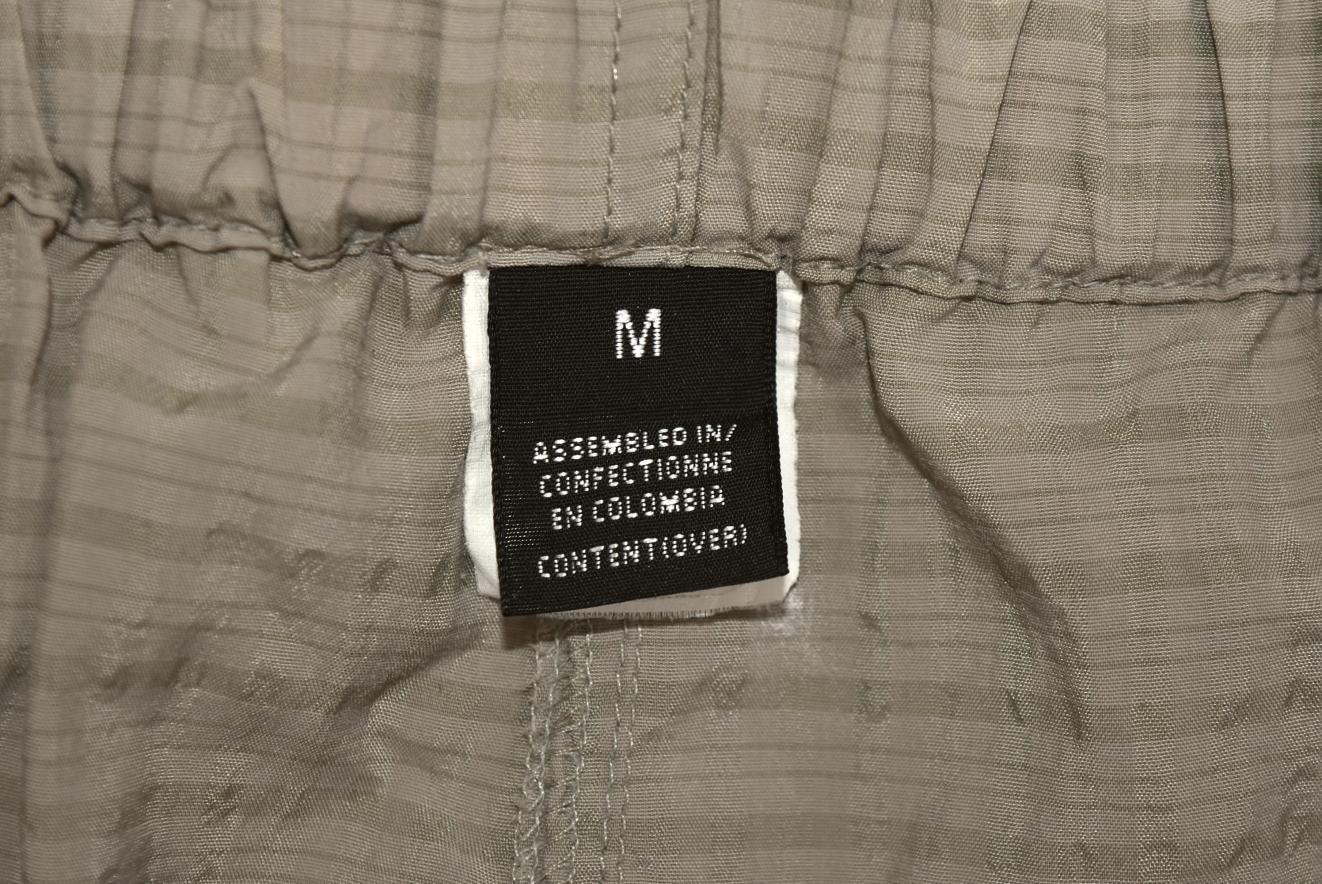 M
ASSEMBLED IN/
CONFECTIONNE
EN COLOMBIA
CONTENT(OVER)